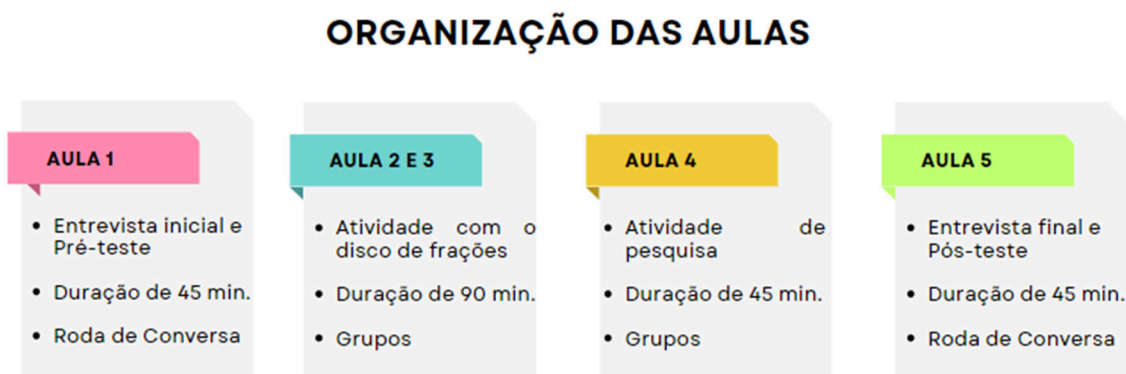 ORGANIZAÇÃO DAS AULAS
AULA 1
• Entrevista inicial e
Pré-teste
• Duração de 45 min.
• Roda de Conversa
AULA 2 E 3
• Atividade com o
disco de frações
• Duração de 90 min.
• Grupos
AULA 4
• Atividade de
pesquisa
• Duração de 45 min.
• Grupos
AULA 5
• Entrevista final e
Pós-teste
• Duração de 45 min.
• Roda de Conversa